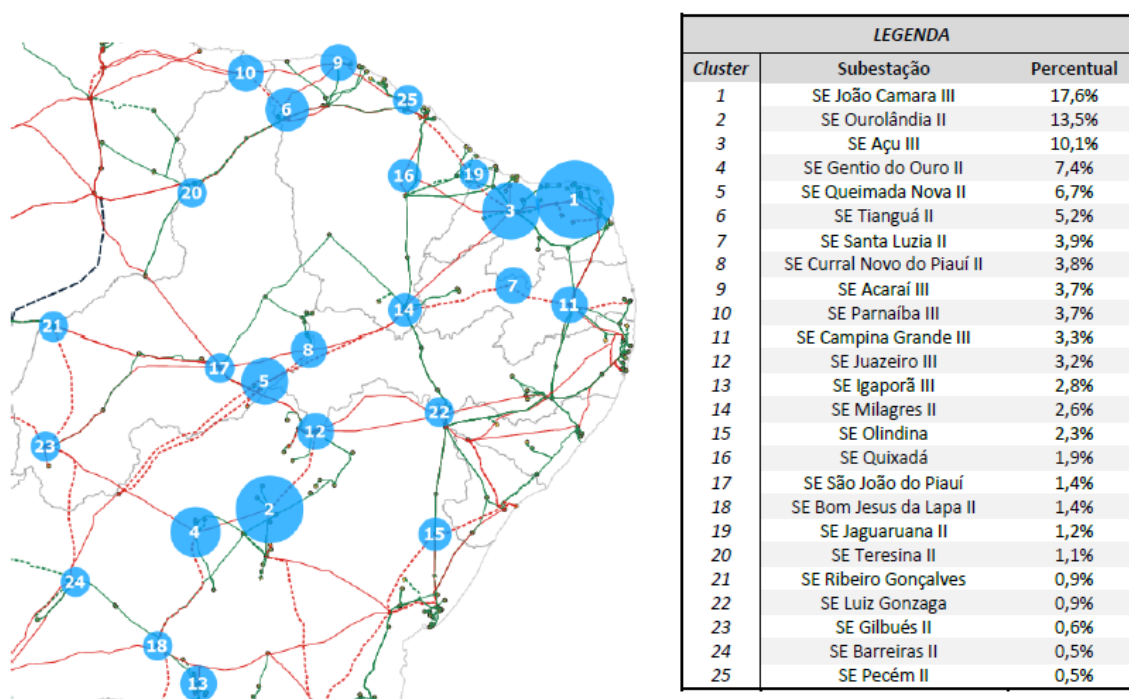 LEGENDA
Cluster Subestação Percentual
1 SE João Camara III 17,6%
2 SE Ourolândia II 13,5%
3 SE Açu III 10,1%
4 SE Gentio do Ouro II 7,4%
5 SE Queimada Nova II 6,7%
6 SE Tianguá II 5,2%
7 SE Santa Luzia II 3,9%
8 SE Curral Novo do Piauí II 3,8%
9 SE Acaraí III 3,7%
10 SE Parnaíba III 3,7%
11 SE Campina Grande III 3,3%
12 SE Juazeiro III 3,2%
13 SE Igaporã III 2,8%
14 SE Milagres II 2,6%
15 SE Olindina 2,3%
16 SE Quixadá 1,9%
17 SE São João do Piauí 1,4%
18 SE Bom Jesus da Lapa II 1,4%
19 SE Jaguaruana II 1,2%
20 SE Teresina II 1,1%
21 SE Ribeiro Gonçalves 0,9%
22 SE Luiz Gonzaga 0,9%
23 SE Gilbués II 0,6%
24 SE Barreiras II 0,5%
25 SE Pecém II 0,5%
9
10
25
6
16
19
20
1
3
7
11
14
21
8
17
5
22
12
23
2
4
15
24
18
13